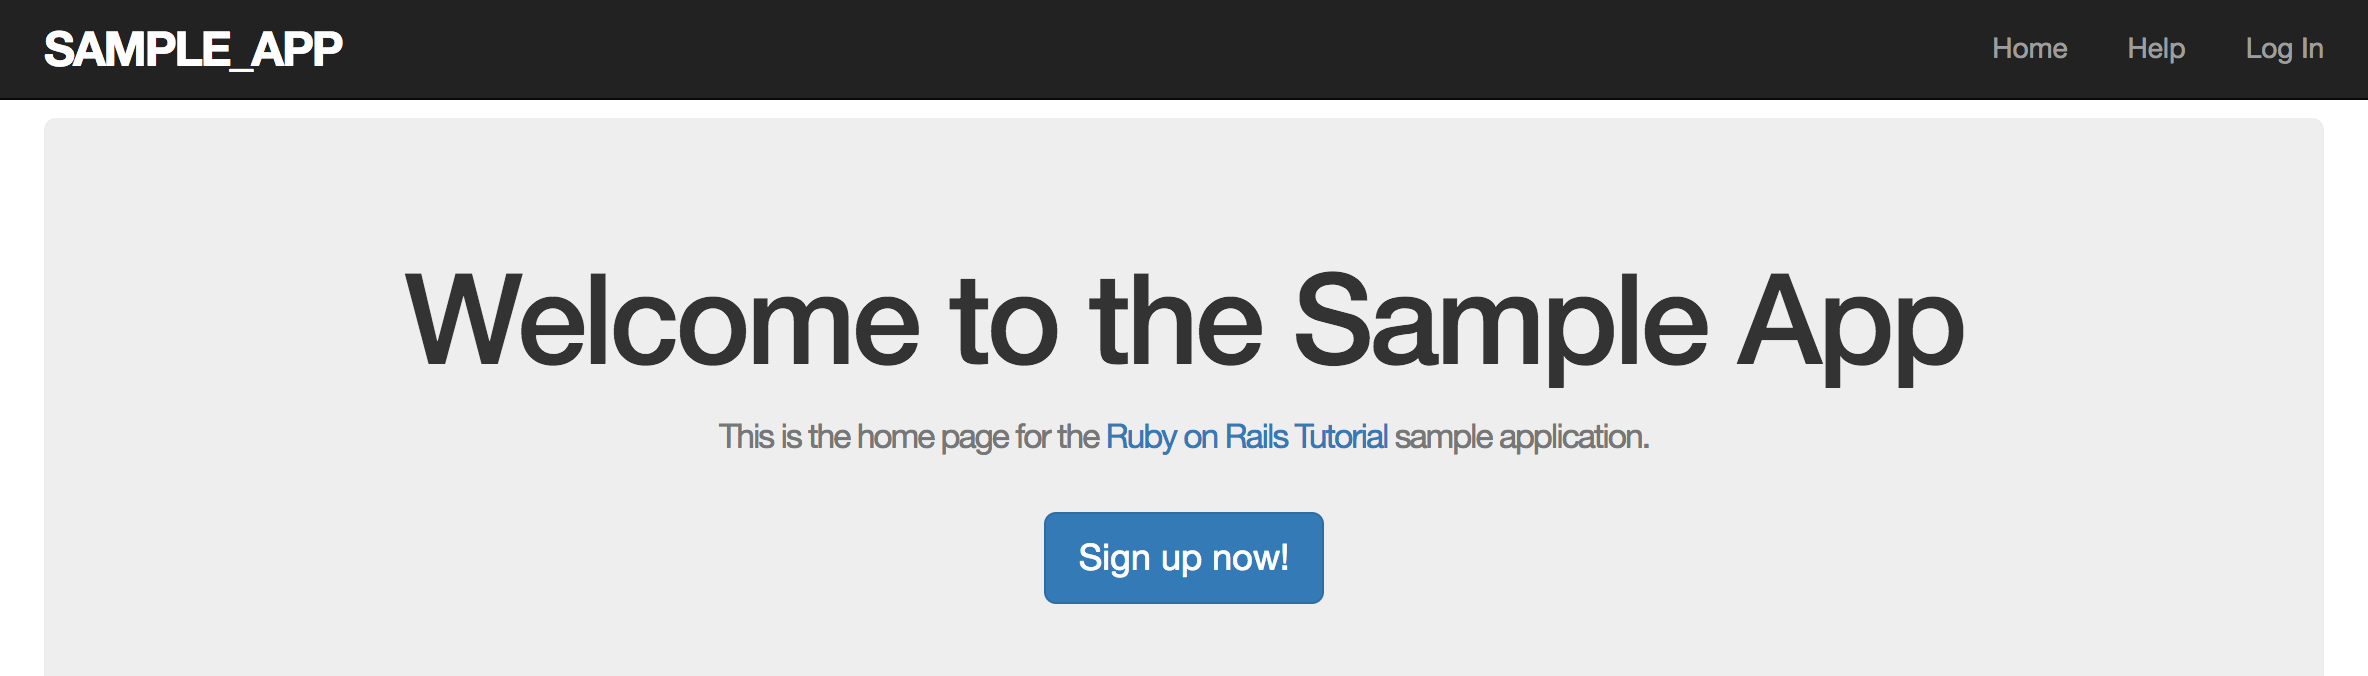 SAMPLE_APP
Home Help Log In
Welcome to the Sample App
This is the home page for the Ruby on Rails Tutorial sample application.
Sign up now!